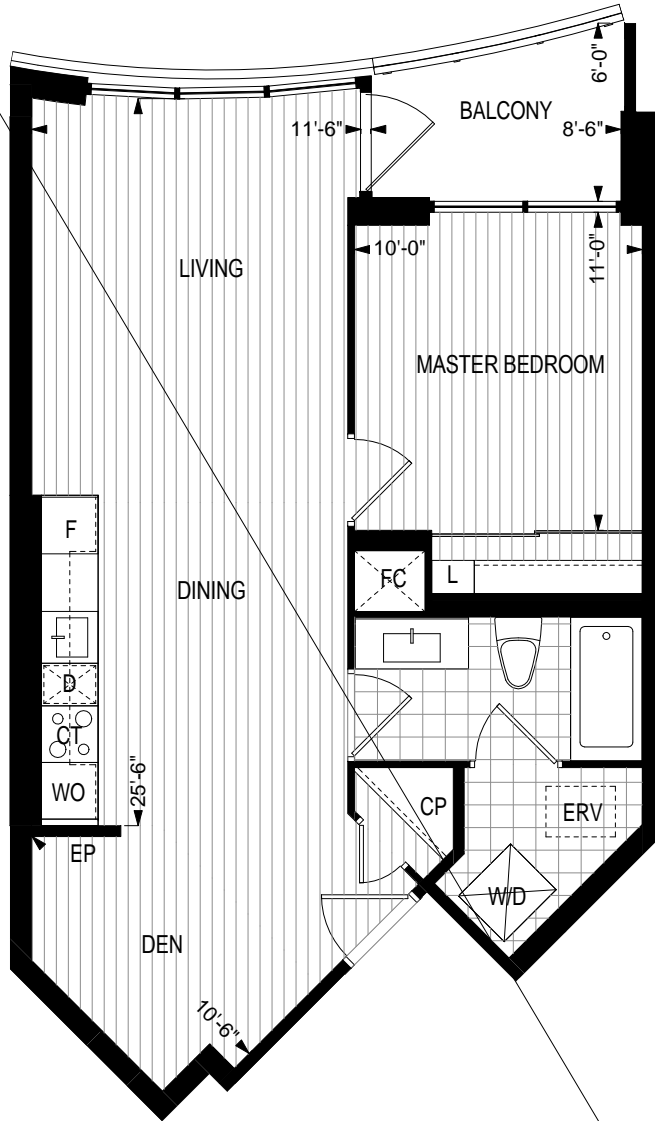 6'-0"
BALCONY
11'-6"
8'-6"
10'-0"
11'-0"
LIVING
MASTER BEDROOM
F
FC
L
DINING
D
CT
WO
25'-6"
CP
ERV
EP
W/D
DEN
10'-6"